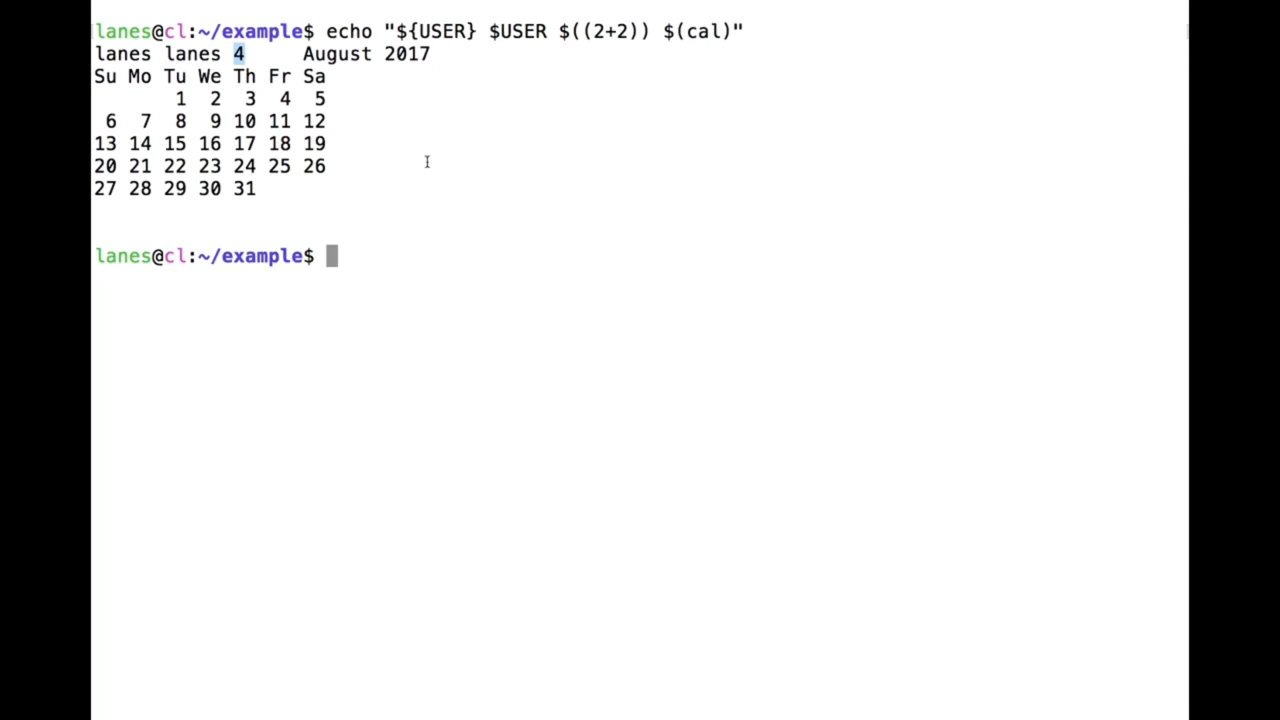 lanes@cl:~/example$ echo "${USER} $USER $((2+2)) $(cal)"
lanes lanes 4     August 2017
Su Mo Tu We Th Fr Sa
       1  2  3  4  5
 6  7  8  9 10 11 12
13 14 15 16 17 18 19
20 21 22 23 24 25 26
27 28 29 30 31
lanes@cl:~/example$